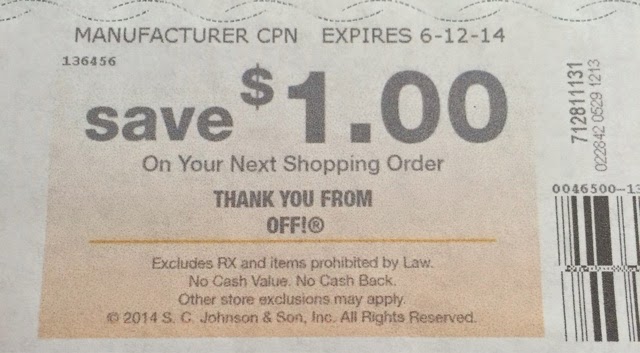 MANUFACTURER CPN EXPIRES 6-12-14
136456
save $1.00
On Your Next Shopping Order
THANK YOU FROM
OFF!®
Excludes RX and items prohibited by Law.
No Cash Value. No Cash Back.
Other store exclusions may apply.
© 2014 S. C. Johnson & Son, Inc. All Rights Reserved.
712811131
022842 0529 1213
0046500-13